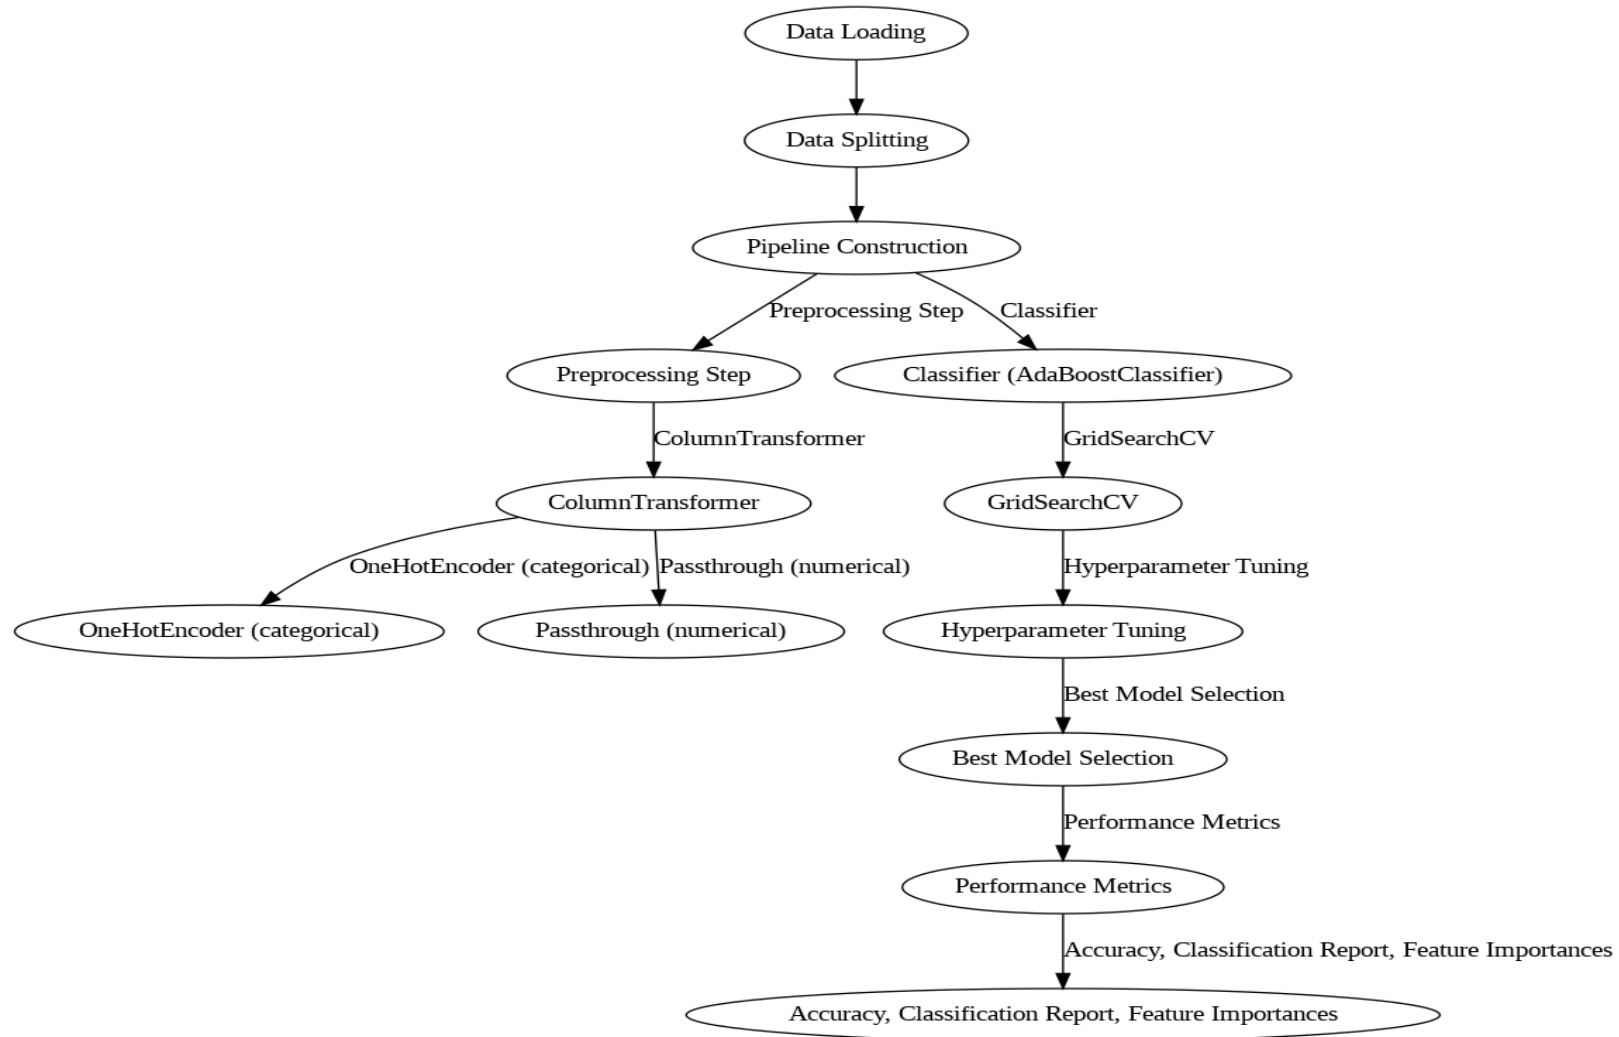 Data Loading
Data Splitting
Pipeline Construction
Preprocessing Step
Classifier
Preprocessing Step
Classifier (AdaBoostClassifier)
ColumnTransformer
GridSearchCV
ColumnTransformer
GridSearchCV
OneHotEncoder (categorical)
Passthrough (numerical)
Hyperparameter Tuning
OneHotEncoder (categorical)
Passthrough (numerical)
Hyperparameter Tuning
Best Model Selection
Best Model Selection
Performance Metrics
Performance Metrics
Accuracy, Classification Report, Feature Importances
Accuracy, Classification Report, Feature Importances